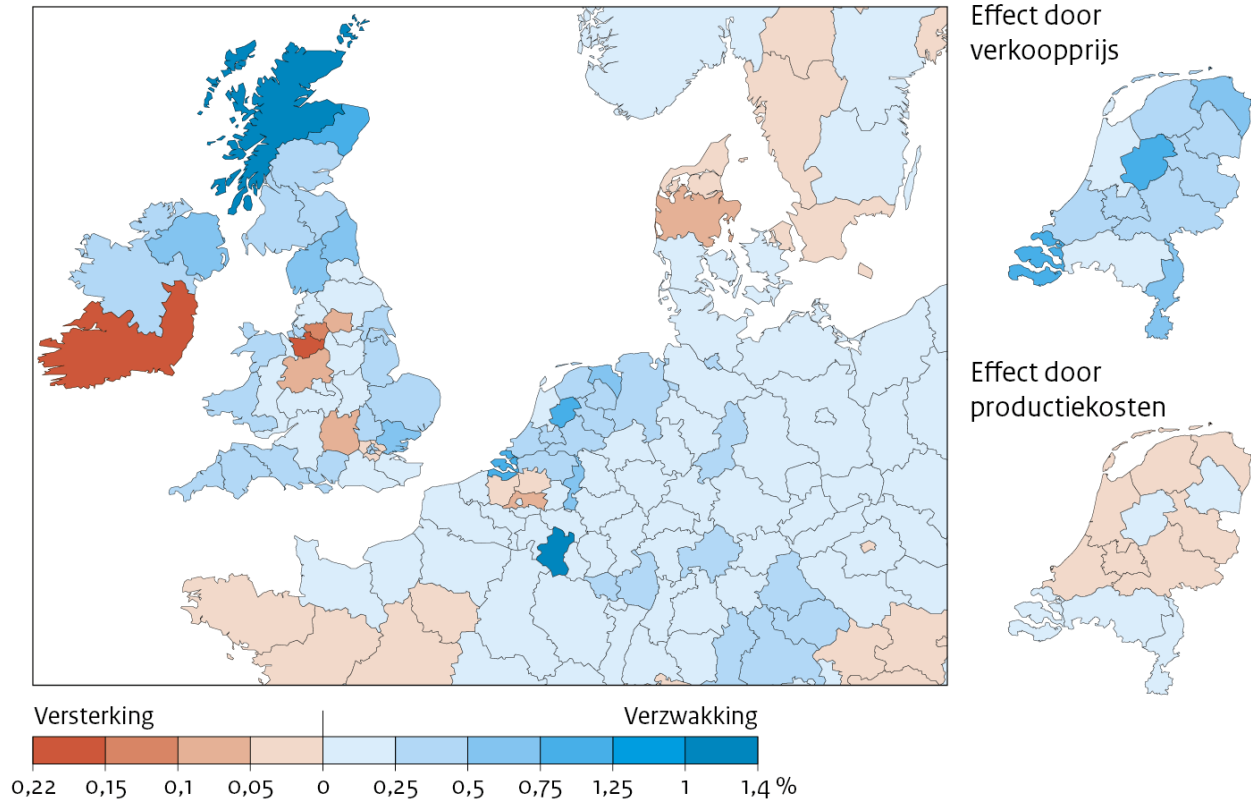 Effect door
verkoopprijs
Effect door
productiekosten
Versterking Verzwakking
0,22 0,15 0,1 0,05 0 0,25 0,5 0,75 1,25 1 1,4 %